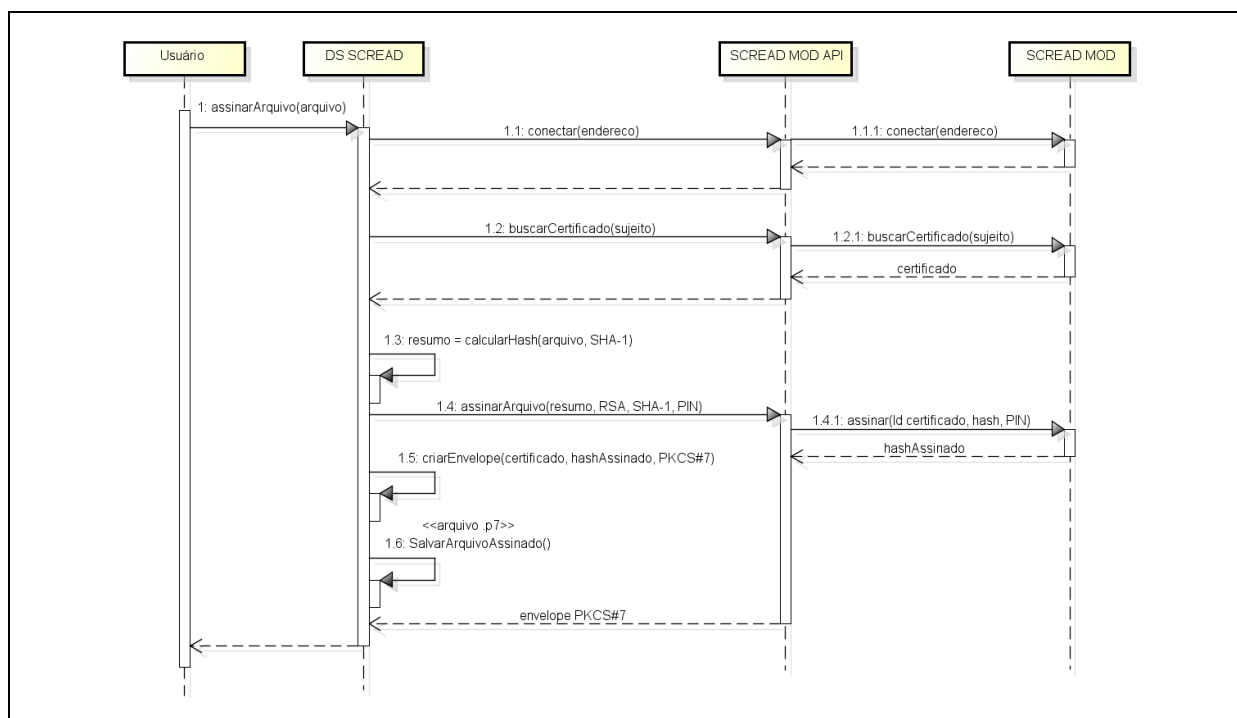 Usuário
DS SCREAD
SCREAD MOD API
SCREAD MOD
1: assinarArquivo(arquivo)
1.1: conectar(endereco)
1.1.1: conectar(endereco)
1.2: buscarCertificado(sujeito)
1.2.1: buscarCertificado(sujeito)
certificado
1.3: resumo = calcularHash(arquivo, SHA-1)
1.4: assinarArquivo(resumo, RSA, SHA-1, PIN)
1.4.1: assinar(Id certificado, hash, PIN)
hashAssinado
1.5: criarEnvelope(certificado, hashAssinado, PKCS#7)
<<arquivo .p7>>
1.6: SalvarArquivoAssinado()
envelope PKCS#7